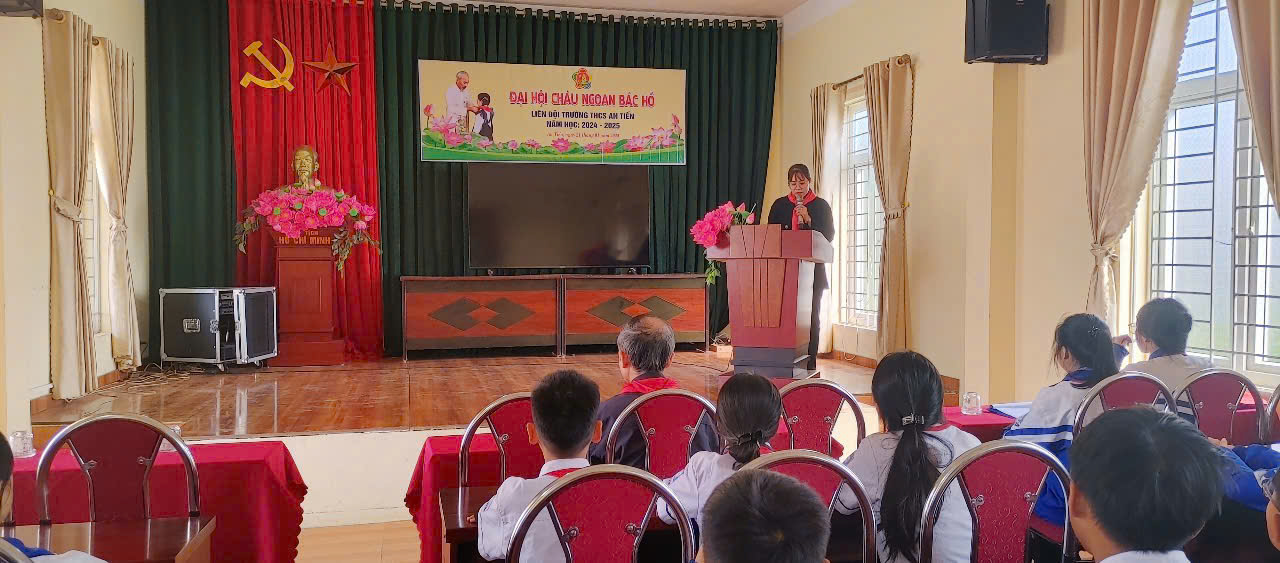 ĐẠI HỘI CHÁU NGOAN BÁC HỒ
LIÊN ĐỘI TRƯỜNG THCS AN TIẾN
NĂM HỌC: 2024 - 2025
HỒ CHÍ MINH